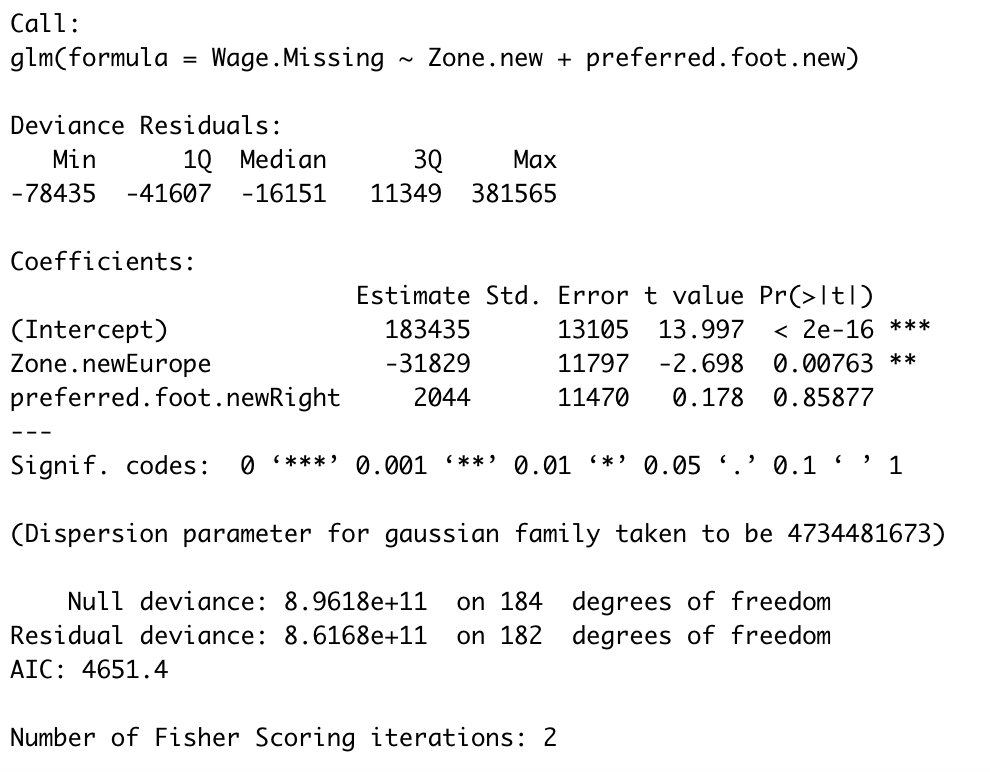 Call:
glm(formula = Wage.Missing ~ Zone.new + preferred.foot.new)
Deviance Residuals:
Min 1Q Median 3Q Max
-78435 -41607 -16151 11349 381565
Coefficients:
Estimate Std. Error t value Pr(>|t|)
(Intercept) 183435 13105 13.997 < 2e-16 ***
Zone.newEurope -31829 11797 -2.698 0.00763 **
preferred.foot.newRight 2044 11470 0.178 0.85877
---
Signif. codes: 0 ‘***’ 0.001 ‘**’ 0.01 ‘*’ 0.05 ‘.’ 0.1 ‘ ’ 1
(Dispersion parameter for gaussian family taken to be 4734481673)
Null deviance: 8.9618e+11 on 184 degrees of freedom
Residual deviance: 8.6168e+11 on 182 degrees of freedom
AIC: 4651.4
Number of Fisher Scoring iterations: 2